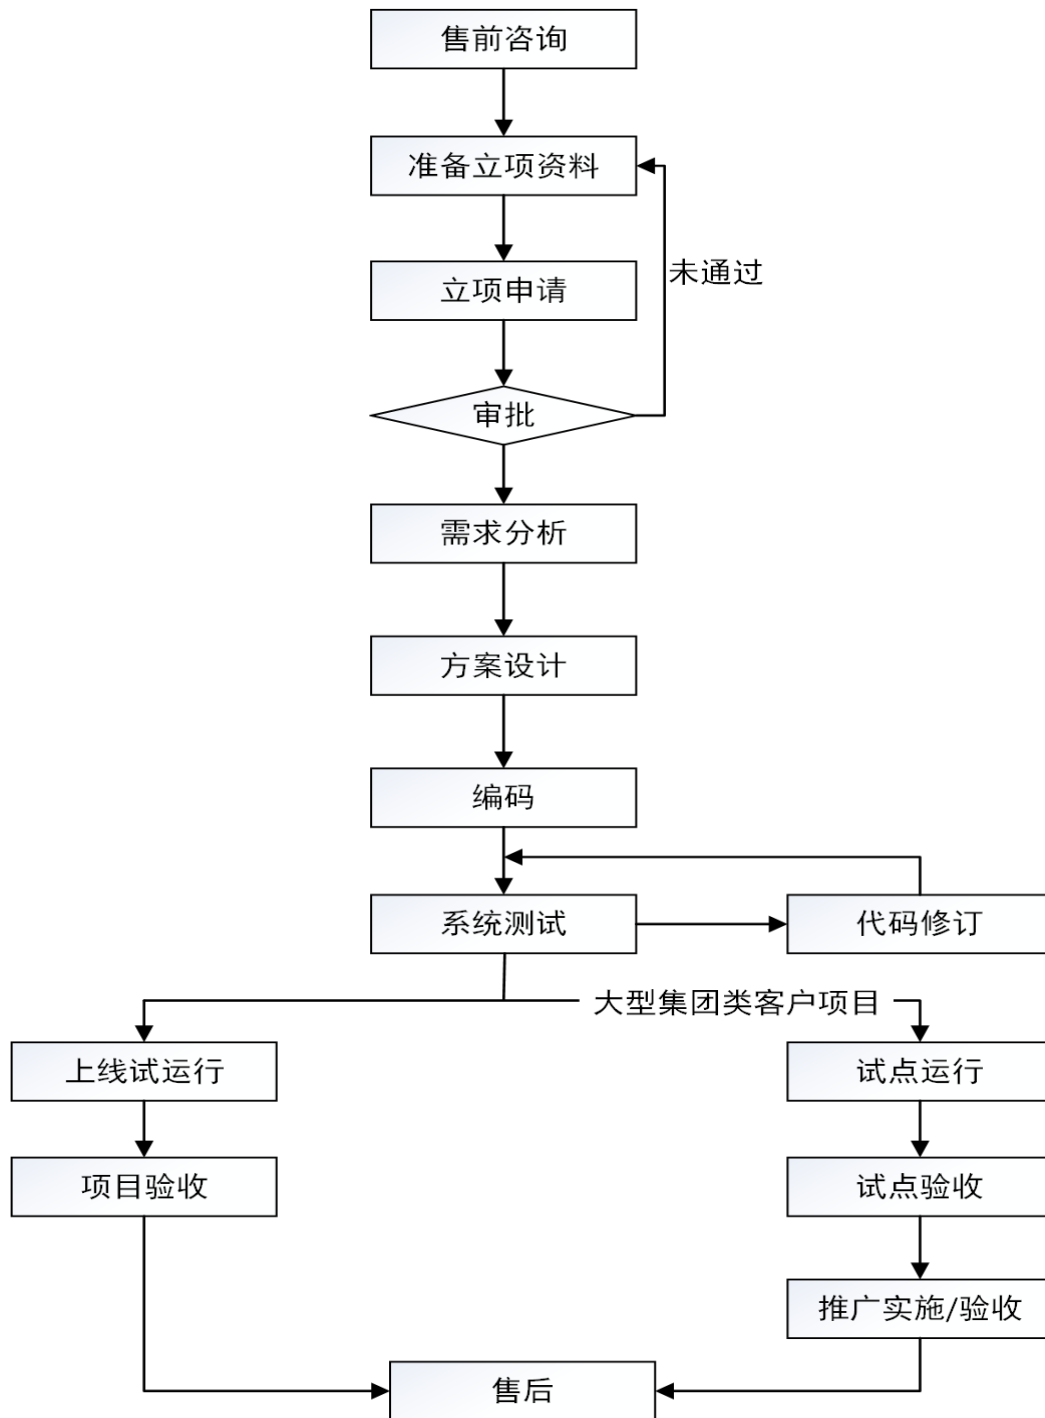 售前咨询
准备立项资料
立项申请
未通过
审批
需求分析
方案设计
编码
系统测试
代码修订
大型集团类客户项目
上线试运行
试点运行
项目验收
试点验收
推广实施/验收
售后